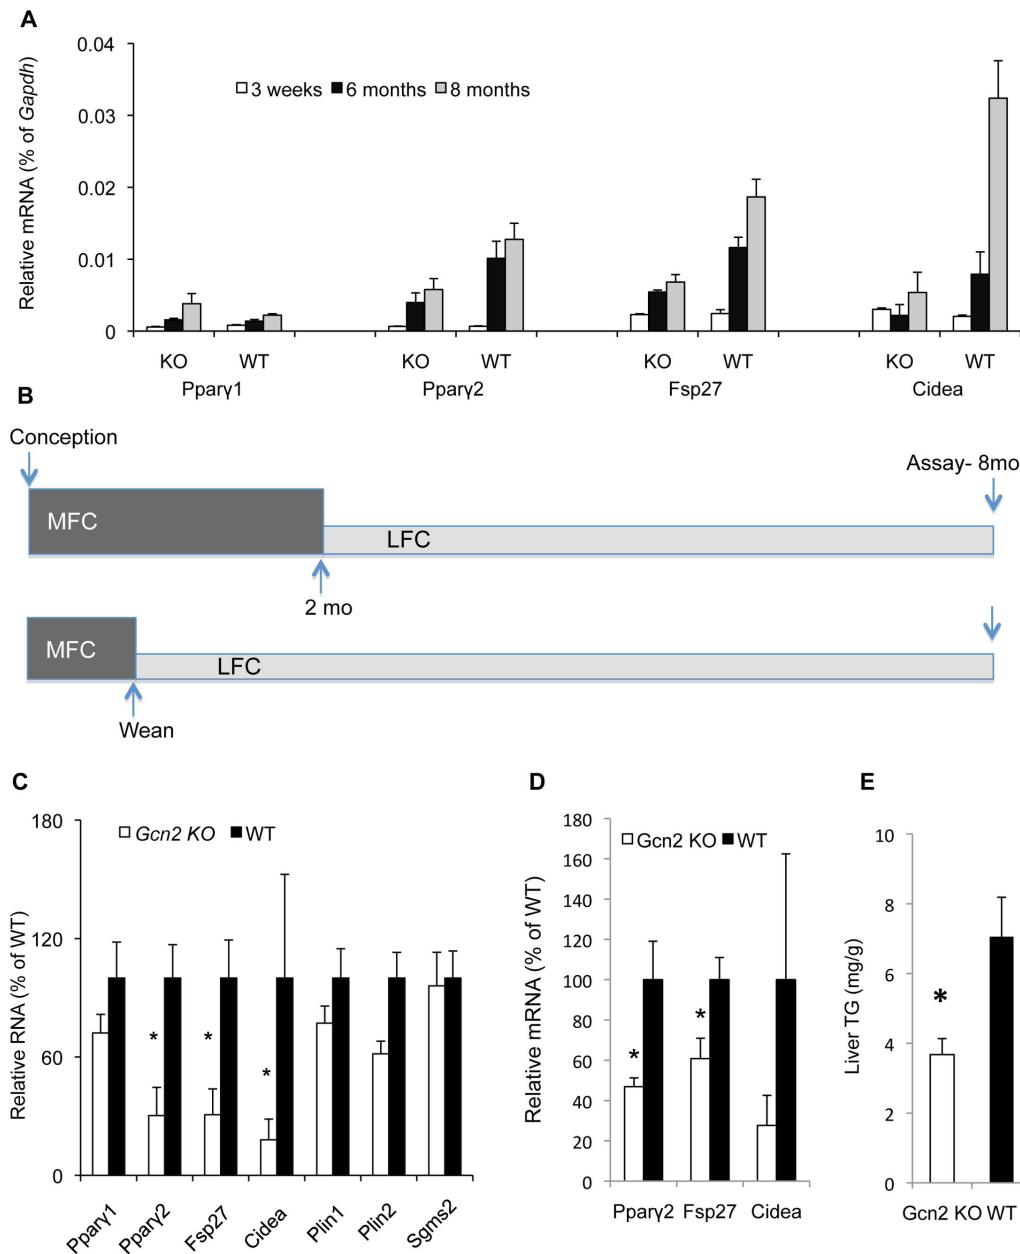 A
0.04
0.03
0.02
0.01
0
Relative mRNA (% of Gapdh)
3 weeks 6 months 8 months
KO WT KO WT KO WT KO WT
Pparγ1 Pparγ2 Fsp27 Cidea
B
Conception
Assay- 8mo
MFC
LFC
2 mo
MFC
LFC
Wean
C
180
120
60
0
Relative RNA (% of WT)
Gcn2 KO WT
* * *
Pparγ1 Pparγ2 Fsp27 Cidea Plin1 Plin2 Sgms2
D
180
160
140
120
100
80
60
40
20
0
Relative mRNA (% of WT)
Gcn2 KO WT
* *
Pparγ2 Fsp27 Cidea
E
10
8
6
4
2
0
Liver TG (mg/g)
*
Gcn2 KO WT